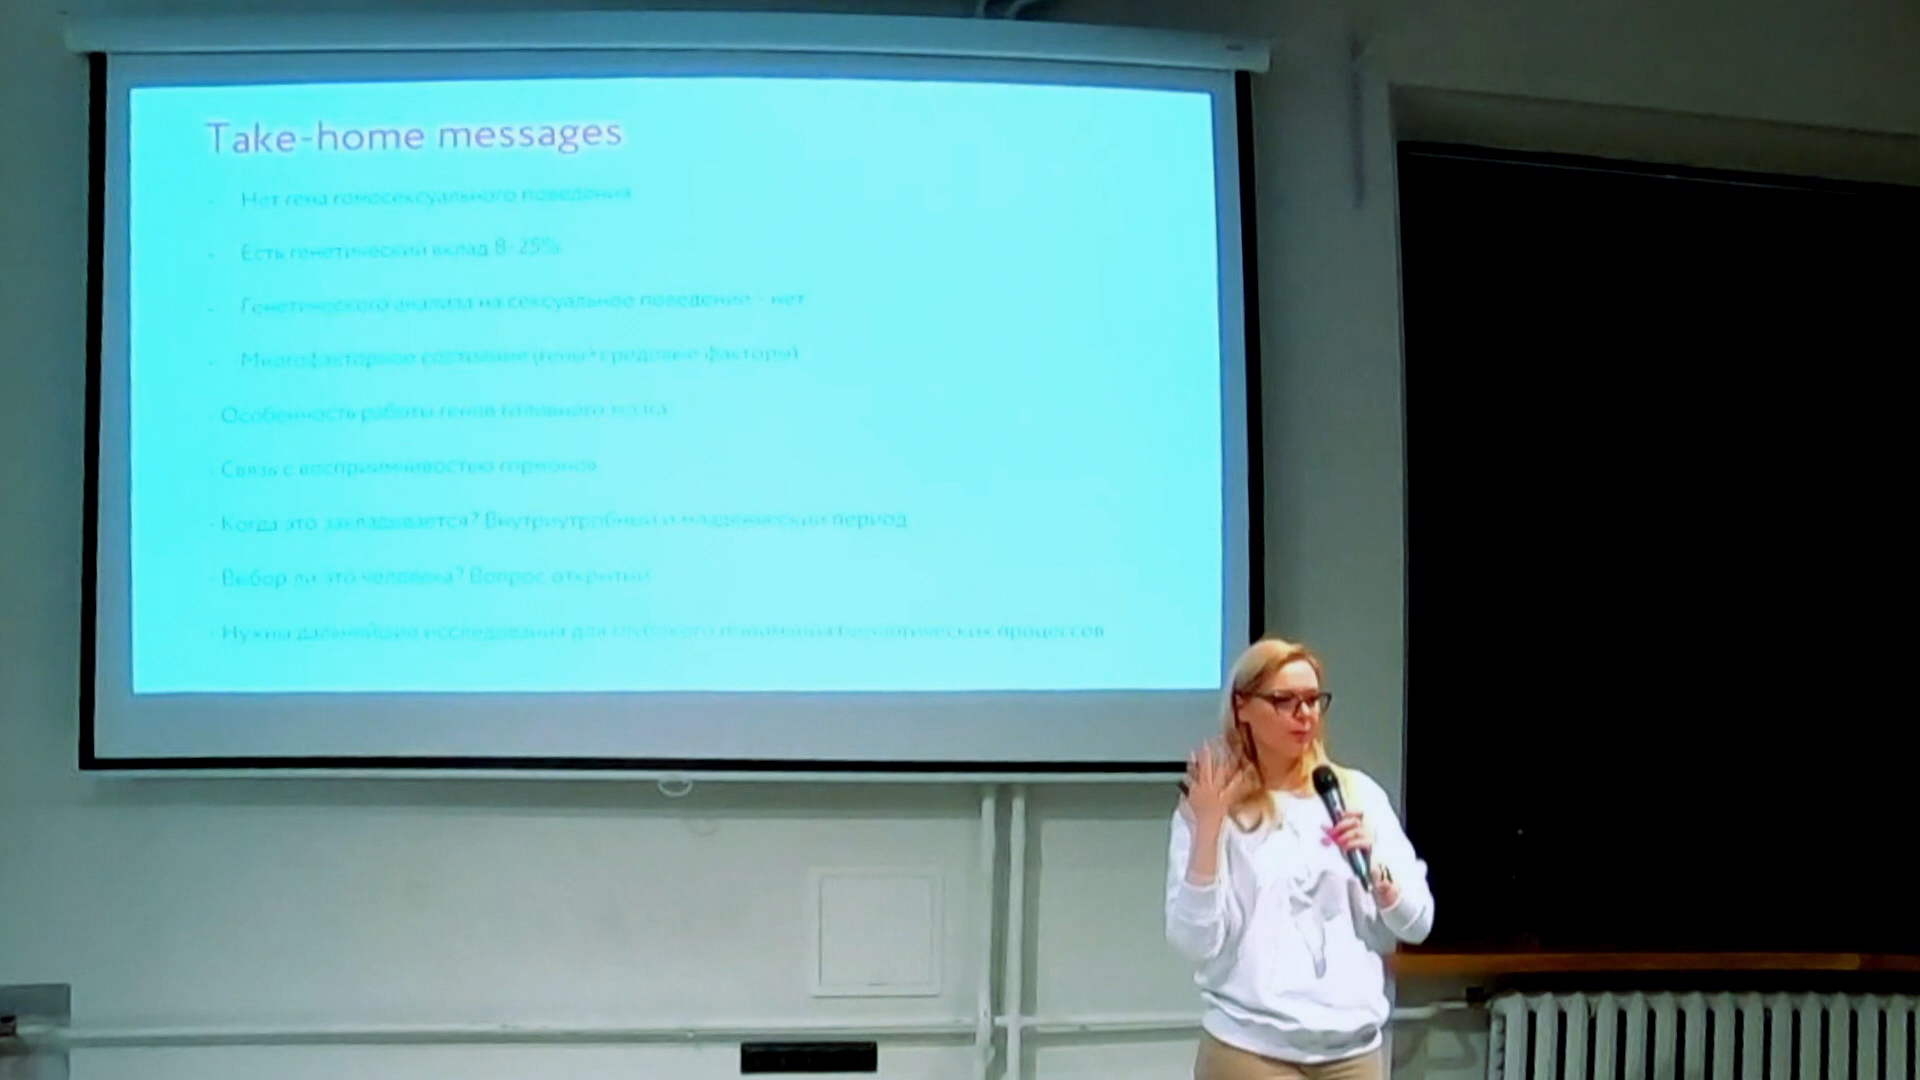 Take-home messages
- Нет гена гомосексуального поведения
- Есть генетический вклад 8-25%
- Генетического анализа на сексуальное поведение - нет
- Многофакторное состояние (гены+средовые факторы)
- Особенность работы генов головного мозга
- Связь с восприимчивостью гормонов
- Когда это закладывается? Внутриутробный и младенческий период
- Выбор ли это человека? Вопрос открытый
- Нужны дальнейшие исследования для глубокого понимания биологических процессов